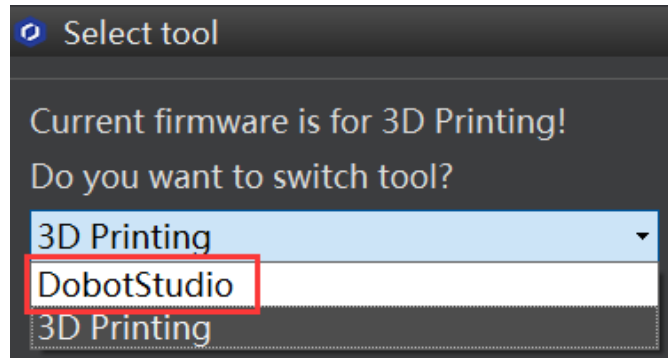 Select tool
Current firmware is for 3D Printing!
Do you want to switch tool?
3D Printing
DobotStudio
3D Printing